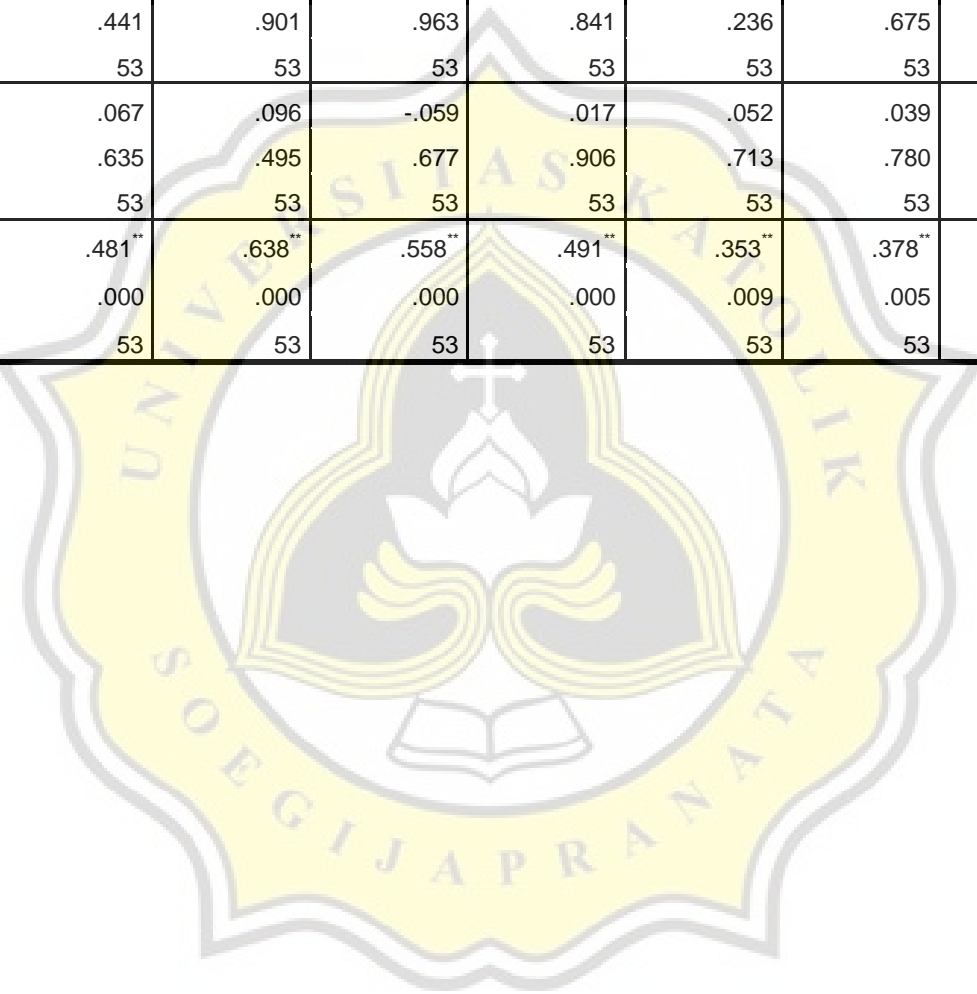 .441 .901 .963 .841 .236 .675
53 53 53 53 53 53
.067 .096 -.059 .017 .052 .039
.635 .495 .677 .906 .713 .780
53 53 53 53 53 53
.481** .638** .558** .491** .353** .378**
.000 .000 .000 .000 .009 .005
53 53 53 53 53 53
UNIVERSITAS KATOLIK
SOEGIJAPRANATA